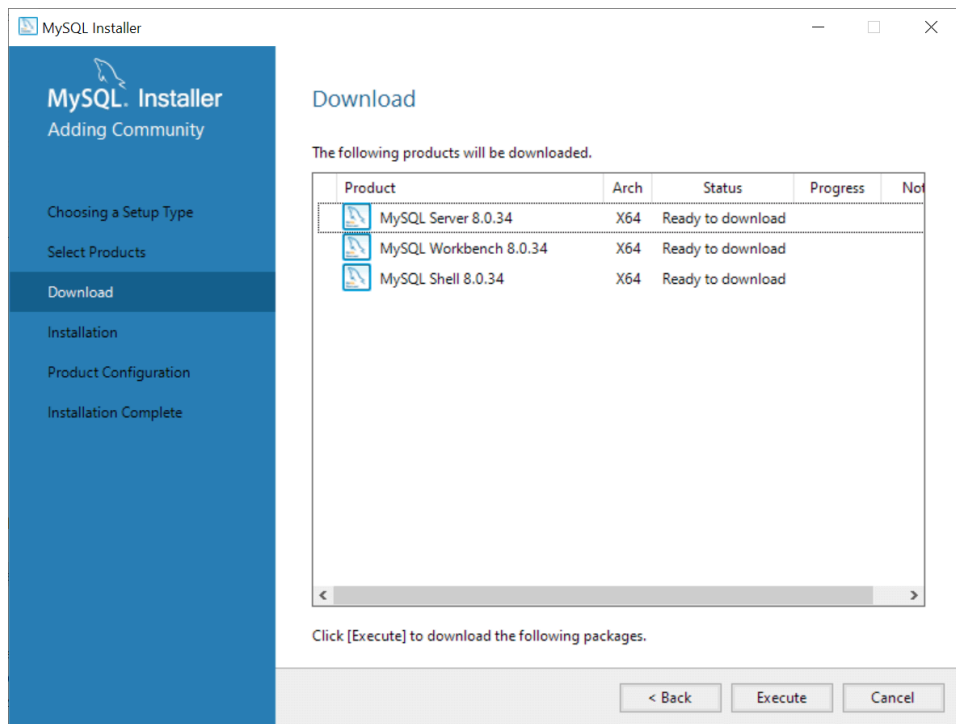 MySQL Installer
MySQL. Installer
Adding Community
Choosing a Setup Type
Select Products
Download
Installation
Product Configuration
Installation Complete
Download
The following products will be downloaded.
Product Arch Status Progress Not
MySQL Server 8.0.34 X64 Ready to download
MySQL Workbench 8.0.34 X64 Ready to download
MySQL Shell 8.0.34 X64 Ready to download
Click [Execute] to download the following packages.
< Back Execute Cancel